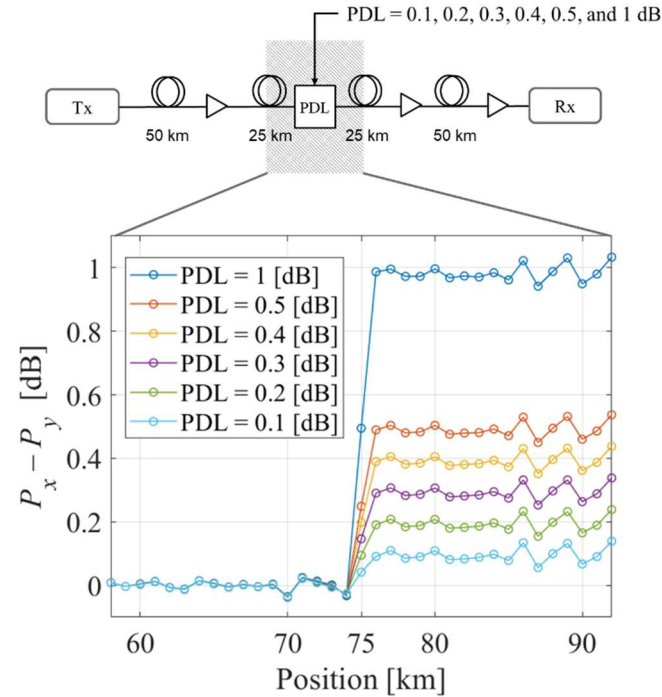 PDL = 0.1, 0.2, 0.3, 0.4, 0.5, and 1 dB
Tx
PDL
Rx
50 km
25 km
25 km
50 km
PDL = 1 [dB]
PDL = 0.5 [dB]
PDL = 0.4 [dB]
PDL = 0.3 [dB]
PDL = 0.2 [dB]
PDL = 0.1 [dB]
1
0.8
0.6
0.4
0.2
0
Px − Py [dB]
60
70
75
80
90
Position [km]